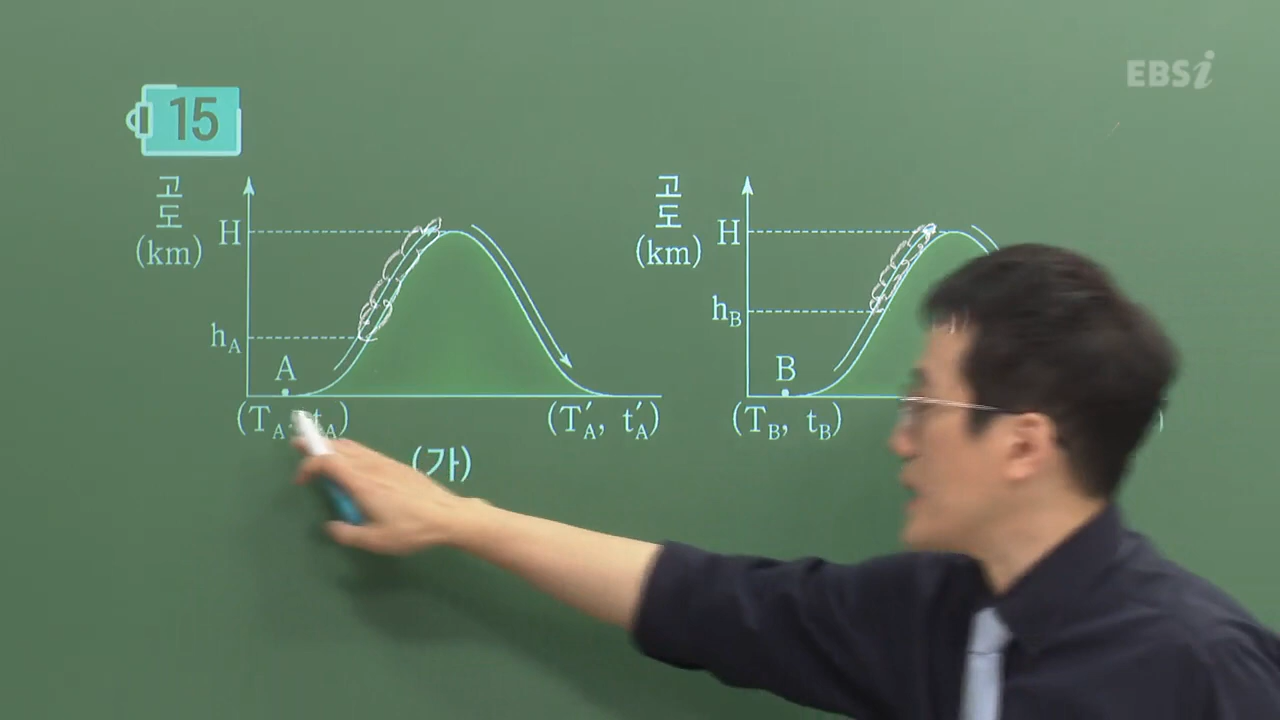 EBSi
15
고도(km)
H
h_A
A
(T_A, t_A)
(T′_A, t′_A)
(가)
고도(km)
H
h_B
B
(T_B, t_B)